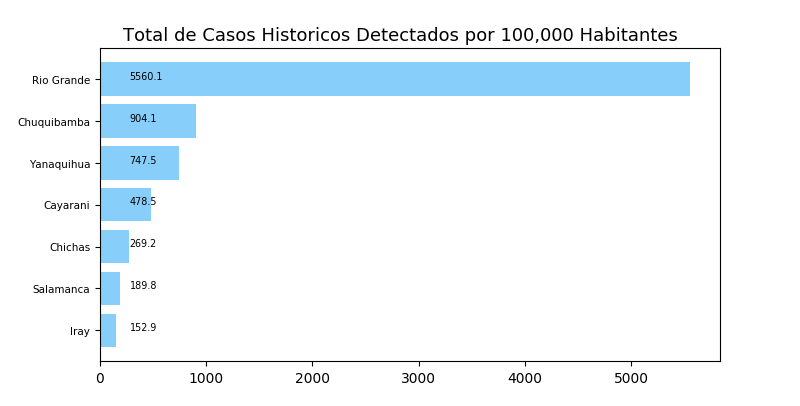 Total de Casos Historicos Detectados por 100,000 Habitantes
Rio Grande 5560.1
Chuquibamba 904.1
Yanaquihua 747.5
Cayarani 478.5
Chichas 269.2
Salamanca 189.8
Iray 152.9
0 1000 2000 3000 4000 5000